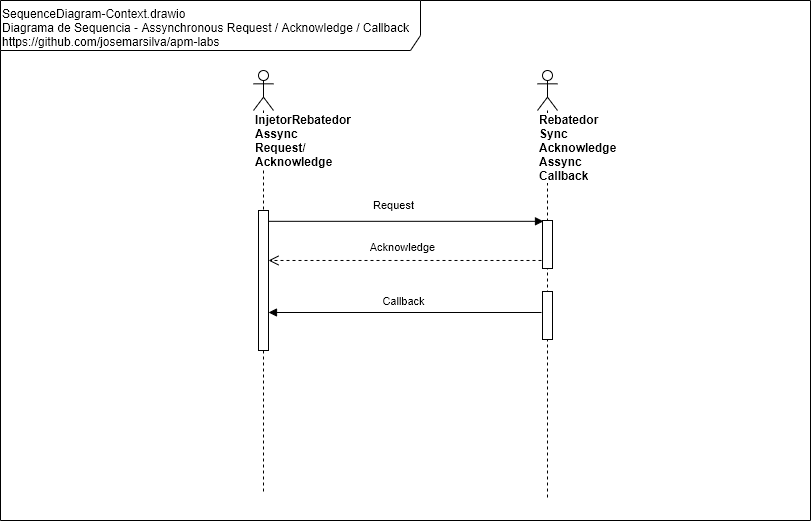 SequenceDiagram-Context.drawio
Diagrama de Sequencia - Assynchronous Request / Acknowledge / Callback
https://github.com/josemarsilva/apm-labs
InjetorRebatedor
Assync
Request/
Acknowledge
Rebatedor
Sync
Acknowledge
Assync
Callback
Request
Acknowledge
Callback